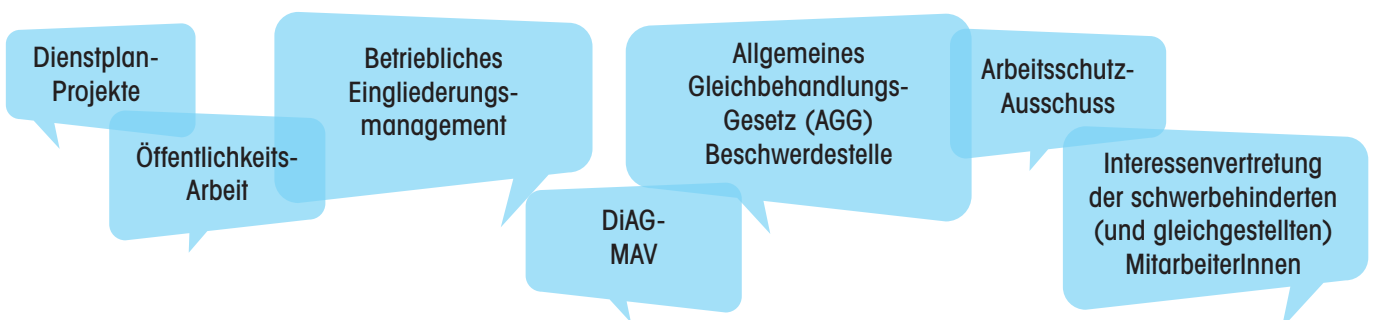 Dienstplan-
Projekte
Öffentlichkeits-
Arbeit
Betriebliches
Eingliederungs-
management
DiAG-
MAV
Allgemeines
Gleichbehandlungs-
Gesetz (AGG)
Beschwerdestelle
Arbeitsschutz-
Ausschuss
Interessenvertretung
der schwerbehinderten
(und gleichgestellten)
MitarbeiterInnen